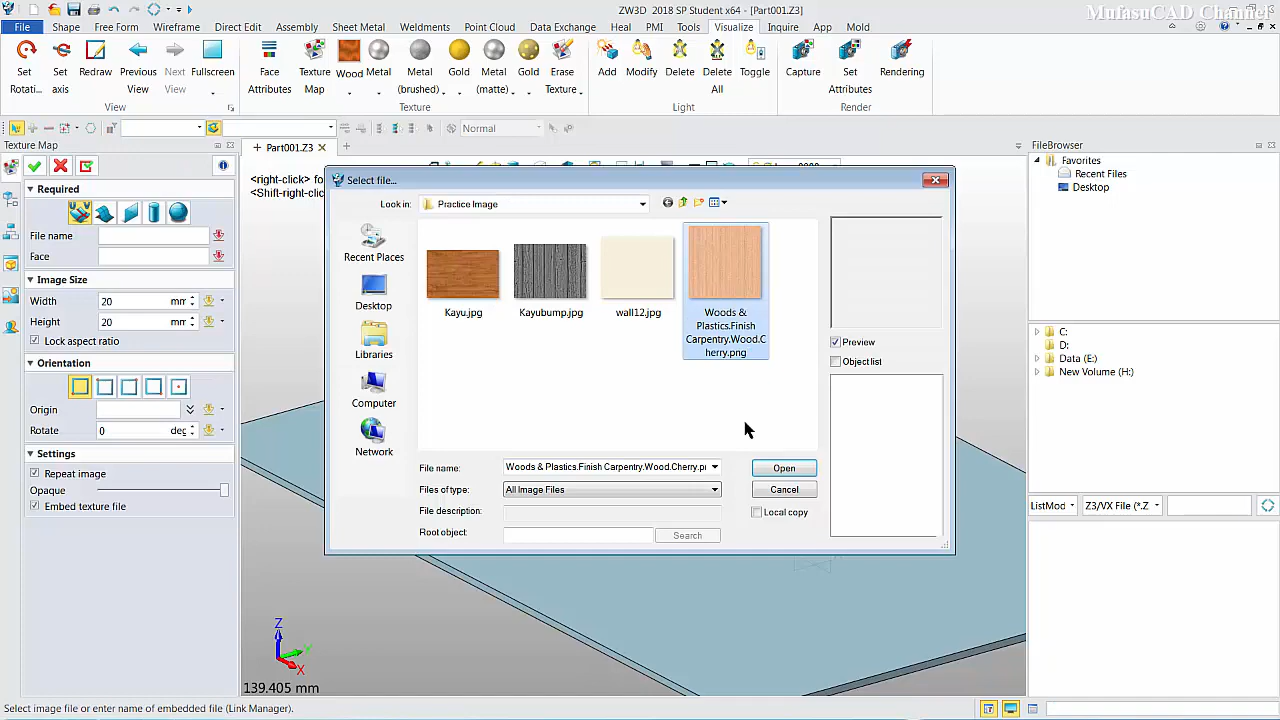 ZW3D 2018 SP Student x64 - [Part001.Z3]
MufasuCAD Channel
File Shape Free Form Wireframe Direct Edit Assembly Sheet Metal Weldments Point Cloud Data Exchange Heal PMI Tools Visualize Inquire App Mold
Set Rotati... Set axis Redraw Previous View Next View Fullscreen
Face Attributes Texture Map Wood Metal Metal (brushed) Gold Metal (matte) Gold Erase Texture
Add Modify Delete Delete All Toggle
Capture Set Attributes Rendering
View Texture Light Render
Normal
Texture Map
Part001.Z3
FileBrowser
Required
File name
Face
Image Size
Width 20 mm
Height 20 mm
Lock aspect ratio
Orientation
Origin
Rotate 0 deg
Settings
Repeat image
Opaque
Embed texture file
<right-click> fo
<Shift-right-clic
Select file...
Look in: Practice Image
Recent Places
Desktop
Libraries
Computer
Network
Kayu.jpg
Kayubump.jpg
wall12.jpg
Woods &
Plastics.Finish
Carpentry.Wood.C
herry.png
Preview
Object list
File name: Woods & Plastics.Finish Carpentry.Wood.Cherry.pr
Open
Files of type: All Image Files
Cancel
File description:
Local copy
Root object:
Search
Favorites
Recent Files
Desktop
C:
D:
Data (E:)
New Volume (H:)
ListMod Z3/VX File (*.Z
Z
Y
X
139.405 mm
Select image file or enter name of embedded file (Link Manager).